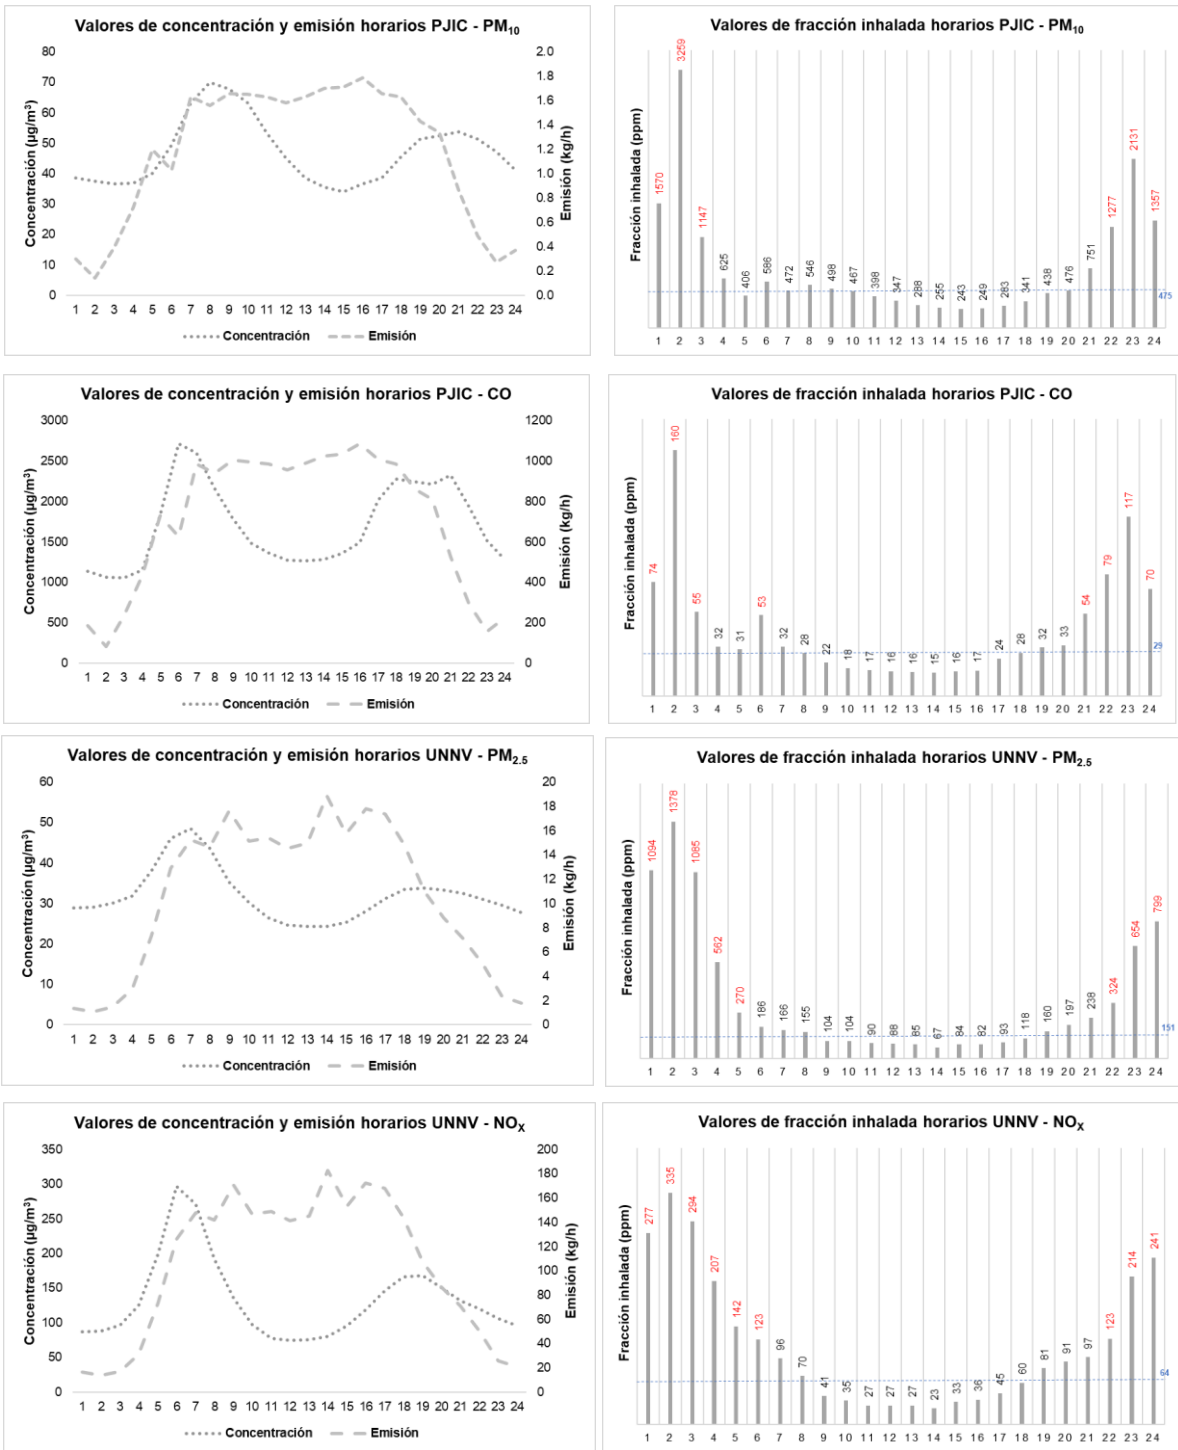 Valores de concentración y emisión horarios PJIC - PM10
Concentración (µg/m³)
80
70
60
50
40
30
20
10
0
2.0
1.8
1.6
1.4
1.2
1.0
0.8
0.6
0.4
0.2
0.0
Emisión (kg/h)
1 2 3 4 5 6 7 8 9 10 11 12 13 14 15 16 17 18 19 20 21 22 23 24
Concentración Emisión
Valores de fracción inhalada horarios PJIC - PM10
Fracción inhalada (ppm)
1570 3259 1147 625 406 586 472 546 498 467 398 347 288 255 243 249 283 341 438 476 751 1277 2131 1357
475
1 2 3 4 5 6 7 8 9 10 11 12 13 14 15 16 17 18 19 20 21 22 23 24
Valores de concentración y emisión horarios PJIC - CO
Concentración (µg/m³)
3000
2500
2000
1500
1000
500
0
1200
1000
800
600
400
200
0
Emisión (kg/h)
1 2 3 4 5 6 7 8 9 10 11 12 13 14 15 16 17 18 19 20 21 22 23 24
Concentración Emisión
Valores de fracción inhalada horarios PJIC - CO
Fracción inhalada (ppm)
74 160 55 32 31 53 32 28 22 18 17 16 16 15 16 17 24 28 32 33 54 79 117 70
29
1 2 3 4 5 6 7 8 9 10 11 12 13 14 15 16 17 18 19 20 21 22 23 24
Valores de concentración y emisión horarios UNNV - PM2.5
Concentración (µg/m³)
60
50
40
30
20
10
0
20
18
16
14
12
10
8
6
4
2
0
Emisión (kg/h)
1 2 3 4 5 6 7 8 9 10 11 12 13 14 15 16 17 18 19 20 21 22 23 24
Concentración Emisión
Valores de fracción inhalada horarios UNNV - PM2.5
Fracción inhalada (ppm)
1094 1378 1085 562 270 186 166 155 104 104 90 88 85 67 84 82 93 118 160 197 238 324 654 799
151
1 2 3 4 5 6 7 8 9 10 11 12 13 14 15 16 17 18 19 20 21 22 23 24
Valores de concentración y emisión horarios UNNV - NOX
Concentración (µg/m³)
350
300
250
200
150
100
50
0
200
180
160
140
120
100
80
60
40
20
0
Emisión (kg/h)
1 2 3 4 5 6 7 8 9 10 11 12 13 14 15 16 17 18 19 20 21 22 23 24
Concentración Emisión
Valores de fracción inhalada horarios UNNV - NOX
Fracción inhalada (ppm)
277 335 294 207 142 123 96 70 41 35 27 27 27 23 33 36 45 60 81 91 97 123 214 241
64
1 2 3 4 5 6 7 8 9 10 11 12 13 14 15 16 17 18 19 20 21 22 23 24